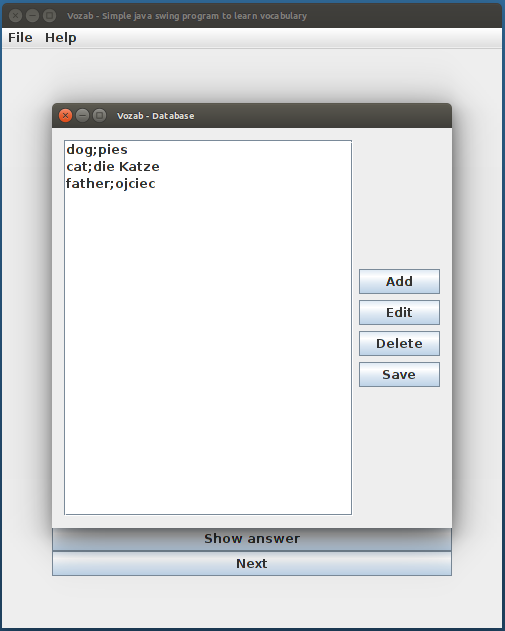 Vozab - Simple java swing program to learn vocabulary
File Help
Vozab - Database
dog;pies
cat;die Katze
father;ojciec
Add
Edit
Delete
Save
Show answer
Next